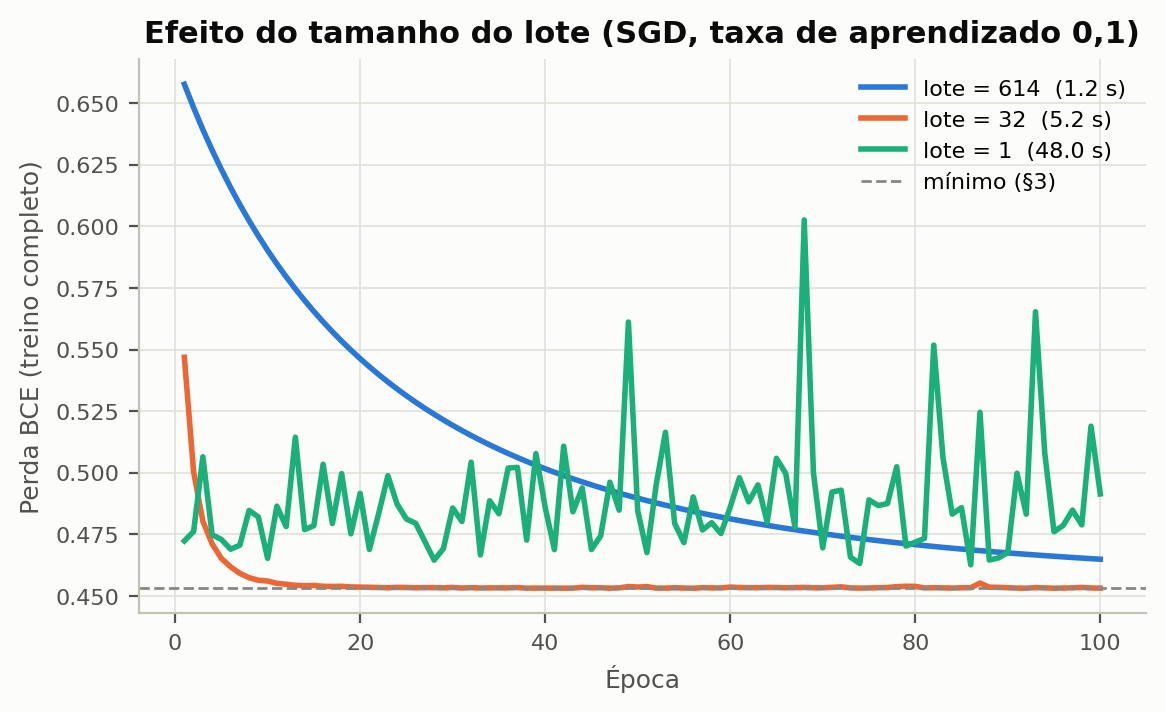 Efeito do tamanho do lote (SGD, taxa de aprendizado 0,1)
Perda BCE (treino completo)
0.650
0.625
0.600
0.575
0.550
0.525
0.500
0.475
0.450
lote = 614 (1.2 s)
lote = 32 (5.2 s)
lote = 1 (48.0 s)
mínimo (§3)
0 20 40 60 80 100
Época